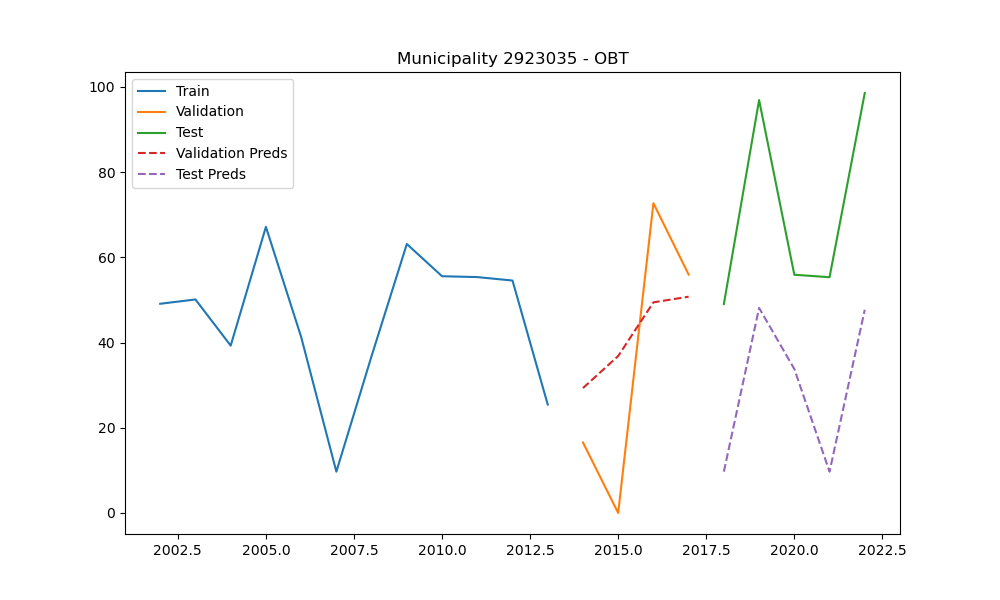 Municipality 2923035 - OBT
Train
Validation
Test
Validation Preds
Test Preds
100
80
60
40
20
0
2002.5 2005.0 2007.5 2010.0 2012.5 2015.0 2017.5 2020.0 2022.5